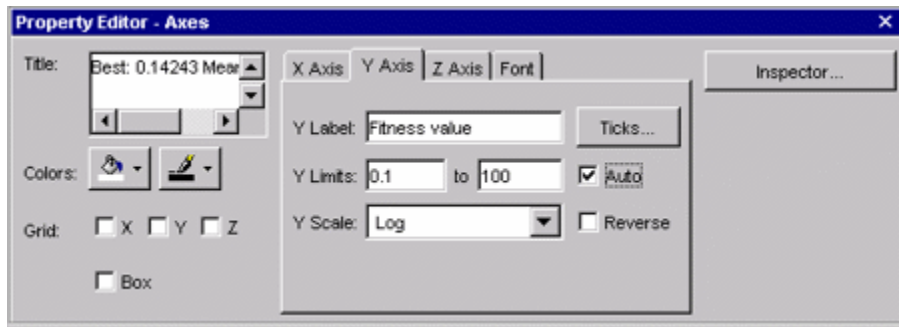 Property Editor - Axes
Title:
Best: 0.14243 Mear
Colors:
Grid:
X Y Z
Box
X Axis Y Axis Z Axis Font
Y Label: Fitness value Ticks...
Y Limits: 0.1 to 100 Auto
Y Scale: Log Reverse
Inspector...